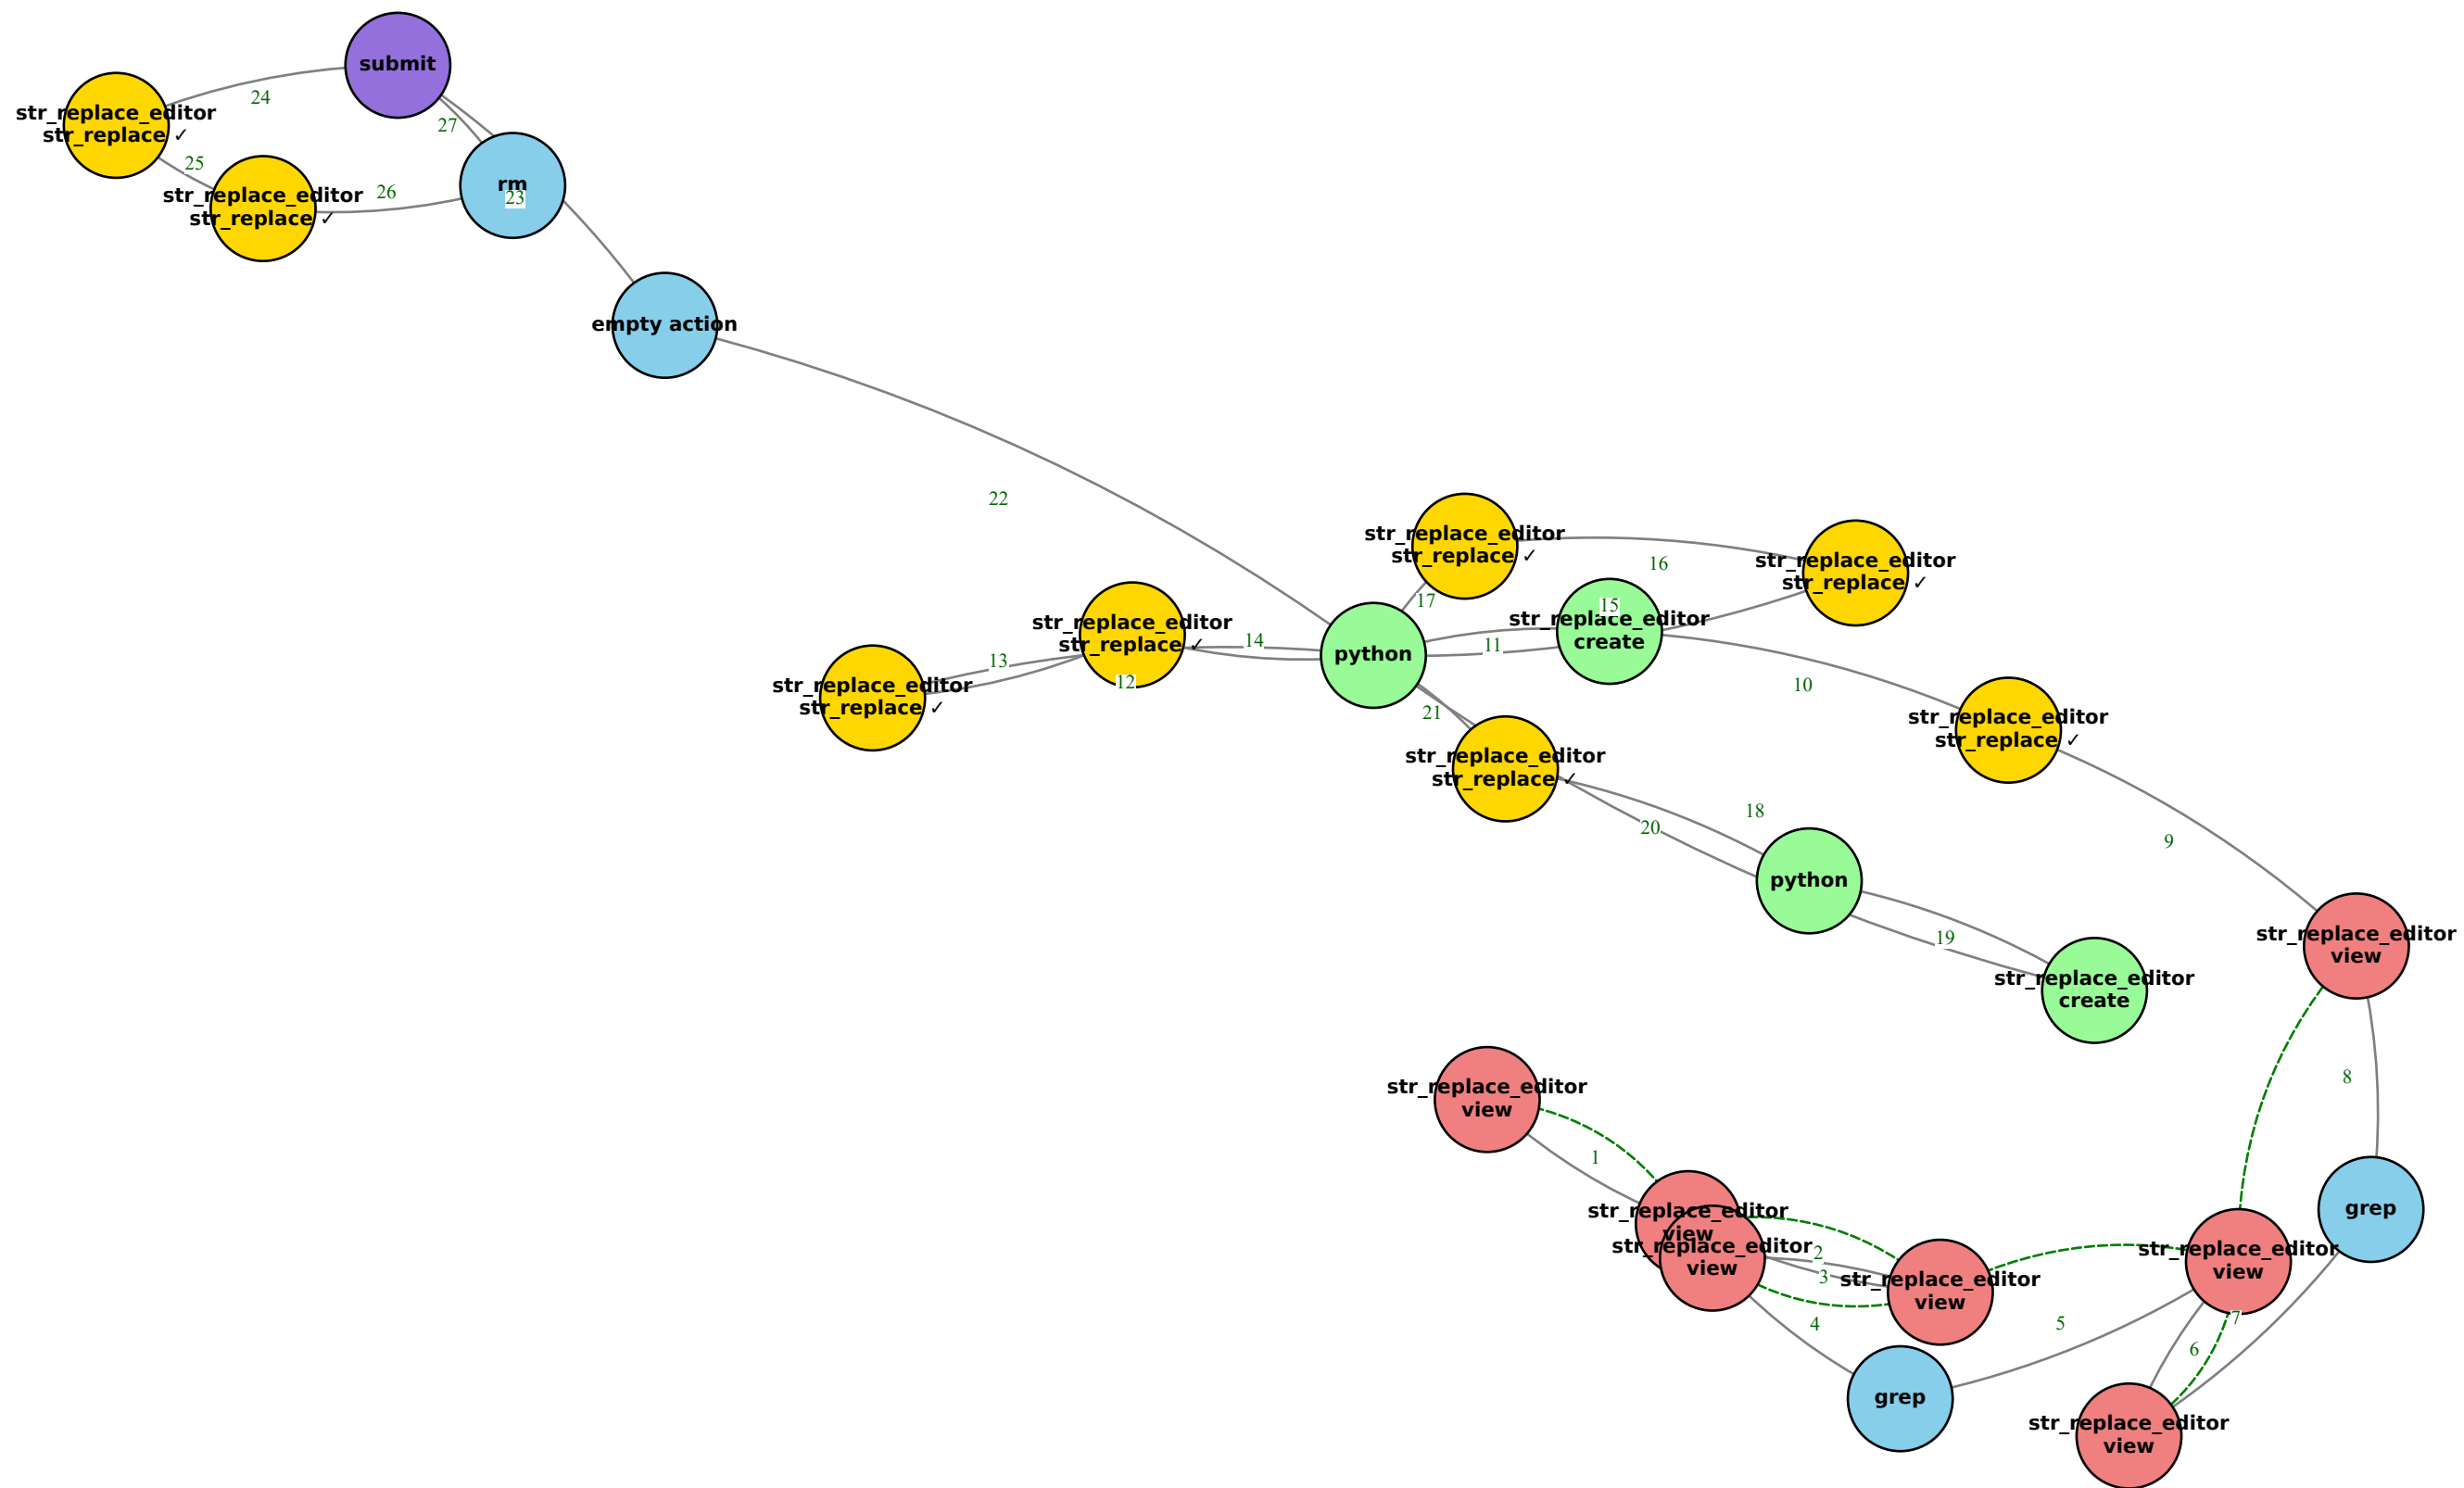 submit
24
str_replace_editor
str_replace ✓
27
25
str_replace_editor
str_replace ✓
26
rm
23
empty action
22
str_replace_editor
str_replace ✓
16
str_replace_editor
str_replace ✓
17
15
str_replace_editor
create
str_replace_editor
str_replace ✓
14
python
11
13
12
str_replace_editor
str_replace ✓
10
21
str_replace_editor
str_replace ✓
str_replace_editor
str_replace ✓
18
20
9
python
19
str_replace_editor
view
str_replace_editor
create
8
str_replace_editor
view
1
str_replace_editor
view
grep
str_replace_editor
view
2
3
str_replace_editor
view
str_replace_editor
view
4
5
7
6
grep
str_replace_editor
view